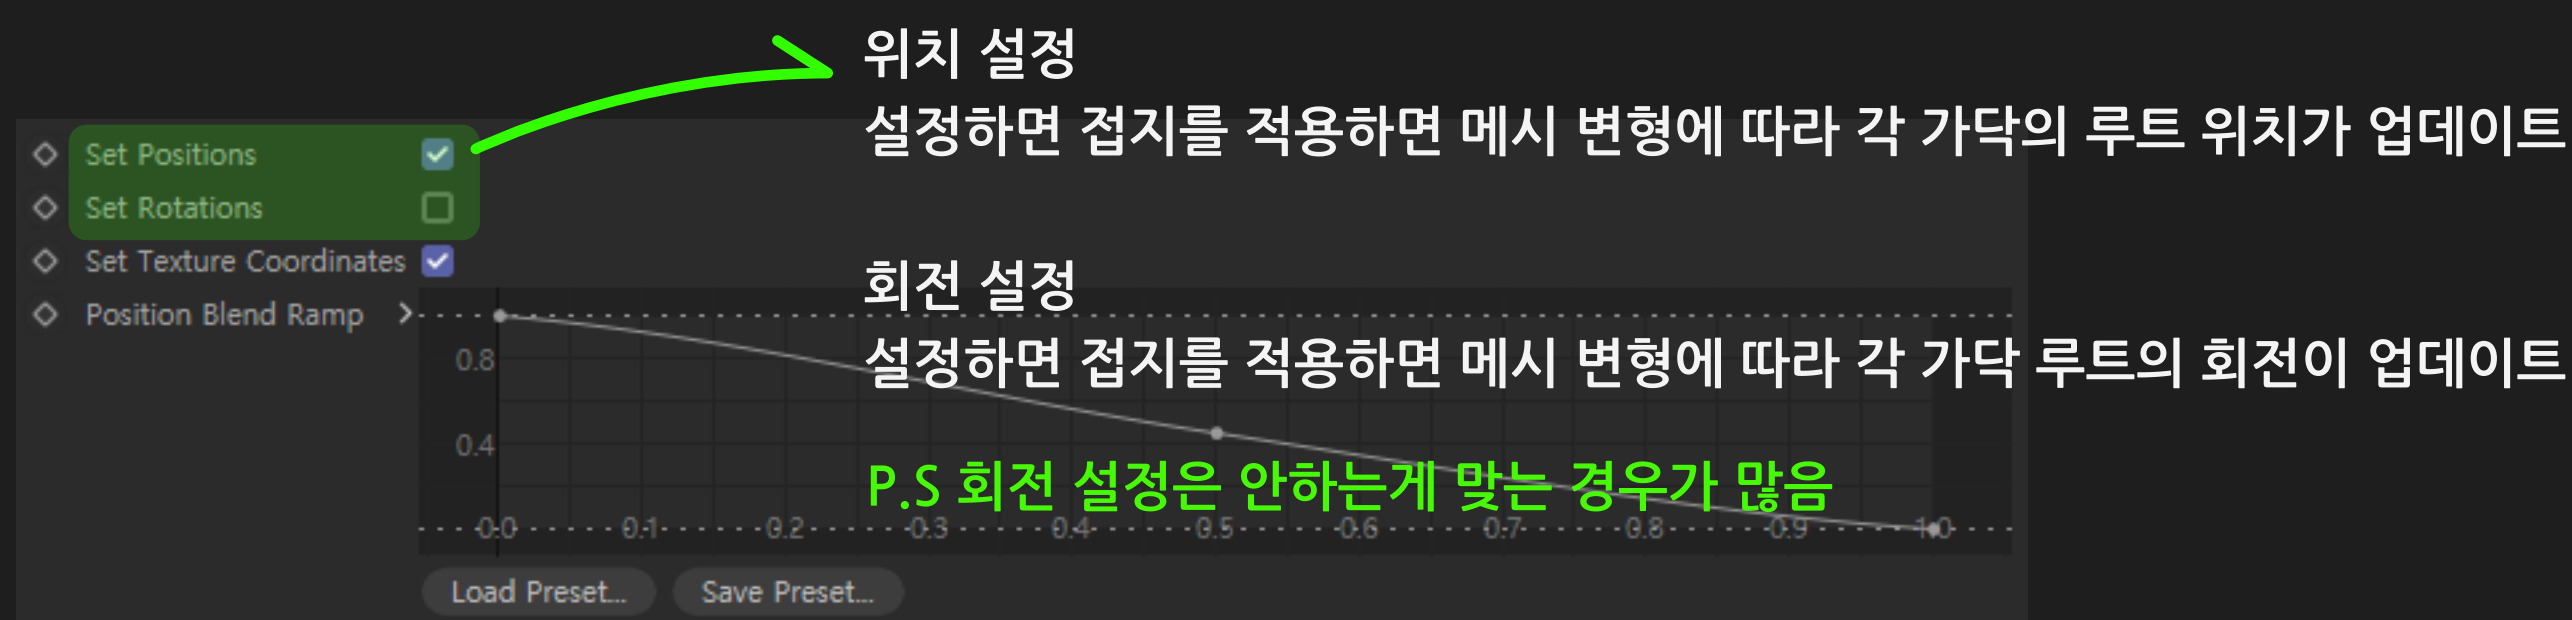 위치 설정
설정하면 접지를 적용하면 메시 변형에 따라 각 가닥의 루트 위치가 업데이트
Set Positions
Set Rotations
Set Texture Coordinates
회전 설정
Position Blend Ramp
설정하면 접지를 적용하면 메시 변형에 따라 각 가닥 루트의 회전이 업데이트
0.8
0.4
P.S 회전 설정은 안하는게 맞는 경우가 많음
0.0 0.1 0.2 0.3 0.4 0.5 0.6 0.7 0.8 0.9 1.0
Load Preset... Save Preset...